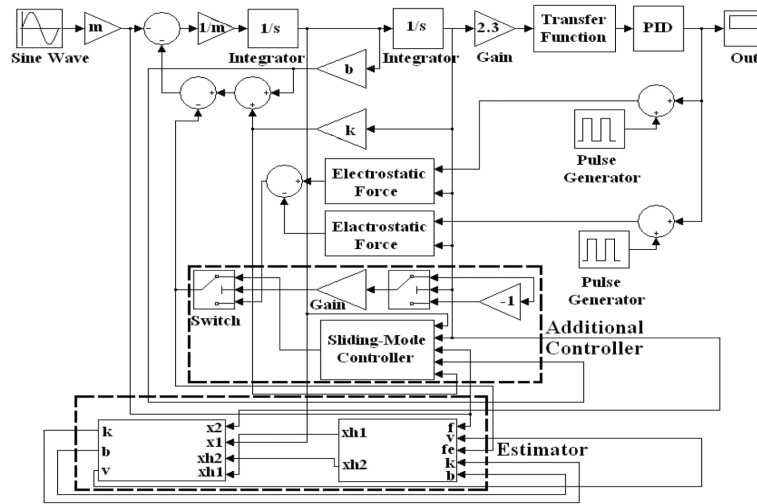 m
1/m
1/s
1/s
2.3
Transfer
Function
PID
Sine Wave
Integrator
Integrator
Gain
Out
b
-
-
+
+
+
+
k
Pulse
Generator
Electrostatic
Force
-
Elactrostatic
Force
+
+
Pulse
Generator
Switch
Gain
-1
Sliding-Mode
Controller
Additional
Controller
k
b
v
x2
x1
xh2
xh1
xh1
xh2
f
v
fe
k
b
Estimator